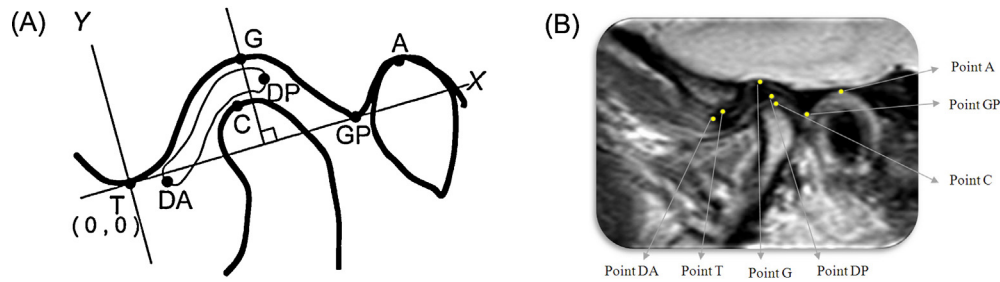 (A)
Y
G
A
X
DP
C
GP
T
DA
(0,0)
(B)
Point A
Point GP
Point C
Point DA
Point T
Point G
Point DP